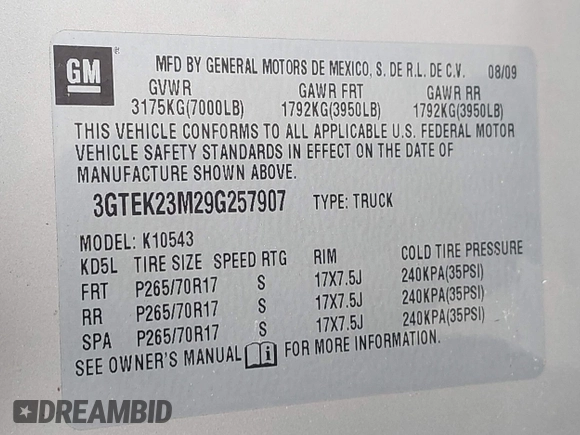 GM
MFD BY GENERAL MOTORS DE MEXICO, S. DE R.L. DE C.V. 08/09
GVWR GAWR FRT GAWR RR
3175KG(7000LB) 1792KG(3950LB) 1792KG(3950LB)
THIS VEHICLE CONFORMS TO ALL APPLICABLE U.S. FEDERAL MOTOR
VEHICLE SAFETY STANDARDS IN EFFECT ON THE DATE OF
MANUFACTURE SHOWN ABOVE.
3GTEK23M29G257907 TYPE: TRUCK
MODEL: K10543
KD5L TIRE SIZE SPEED RTG RIM COLD TIRE PRESSURE
FRT P265/70R17 S 17X7.5J 240KPA(35PSI)
RR P265/70R17 S 17X7.5J 240KPA(35PSI)
SPA P265/70R17 S 17X7.5J 240KPA(35PSI)
SEE OWNER'S MANUAL i FOR MORE INFORMATION.
DREAMBID